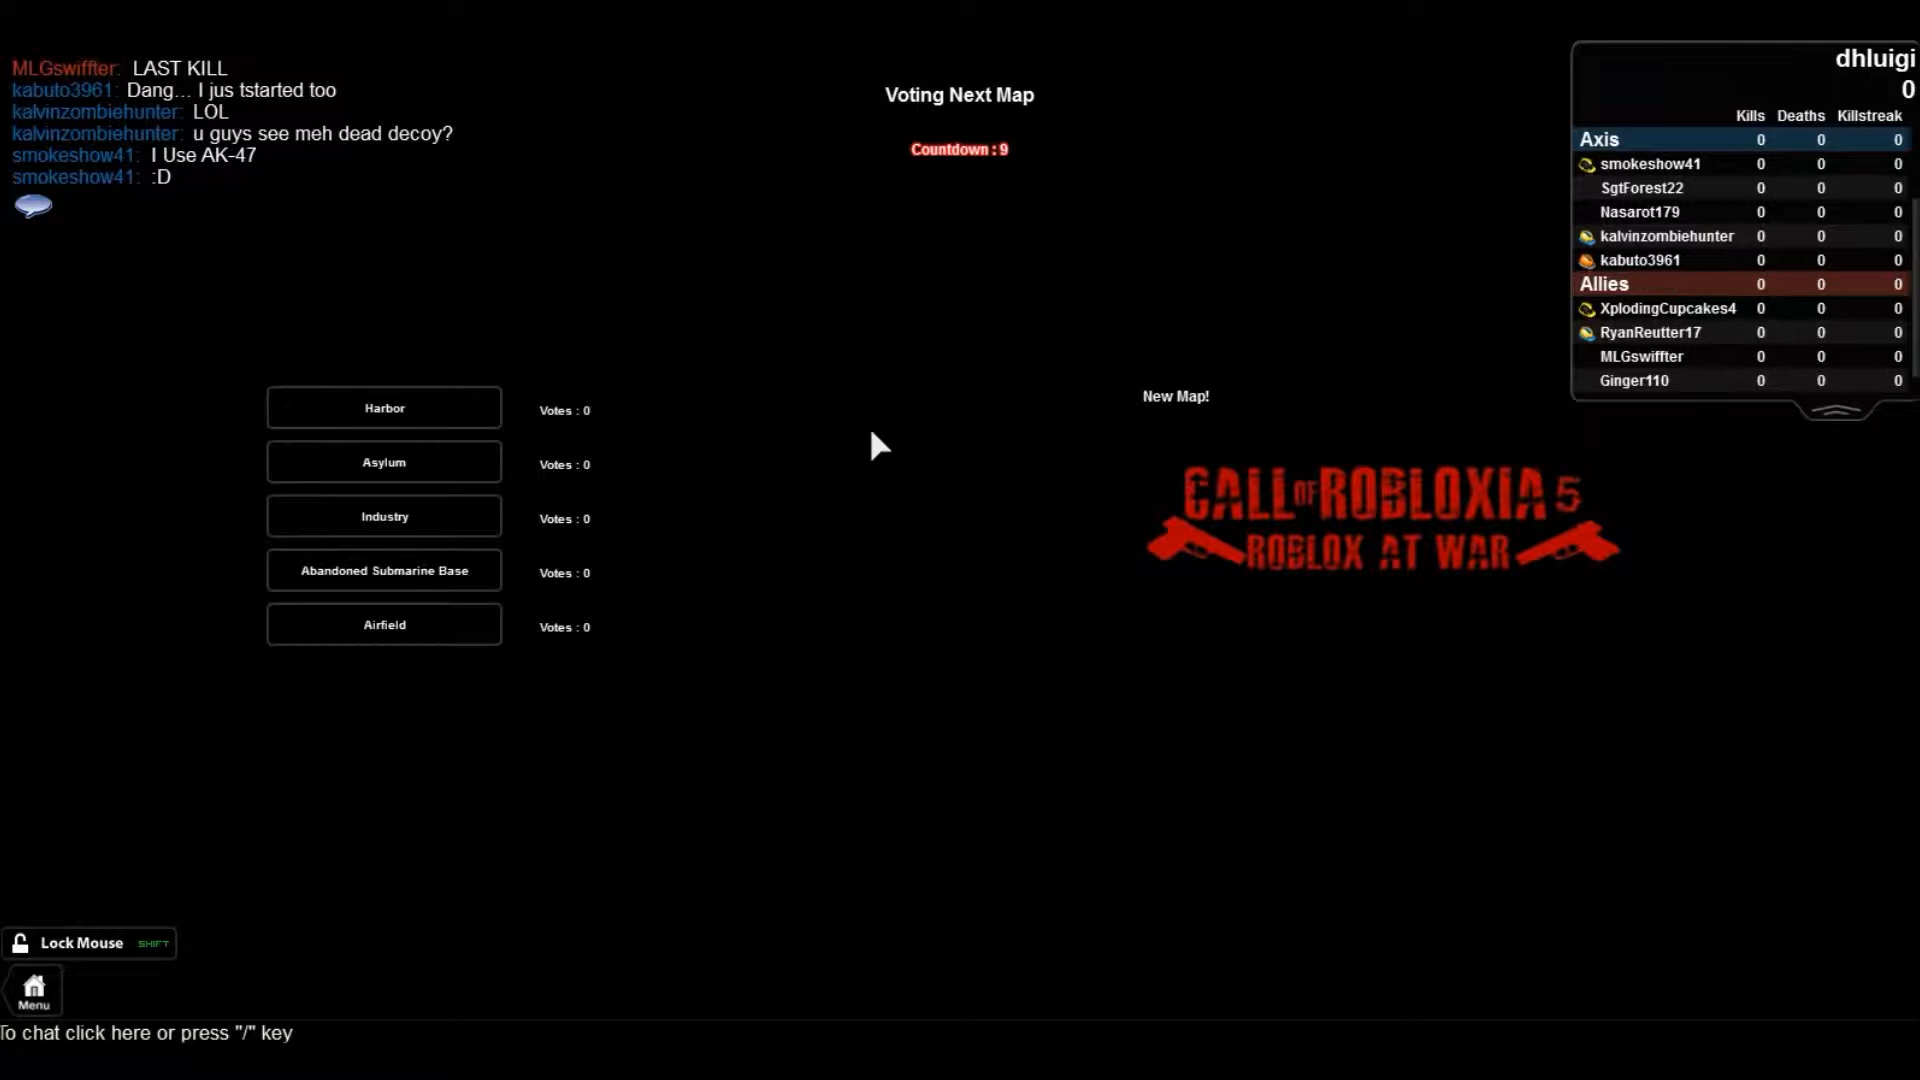 MLGswiffter: LAST KILL
kabuto3961: Dang... I jus tstarted too
kalvinzombiehunter: LOL
kalvinzombiehunter: u guys see meh dead decoy?
smokeshow41: I Use AK-47
smokeshow41: :D
Voting Next Map
Countdown : 9
dhluigi
0
Kills Deaths Killstreak
Axis 0 0 0
smokeshow41 0 0 0
SgtForest22 0 0 0
Nasarot179 0 0 0
kalvinzombiehunter 0 0 0
kabuto3961 0 0 0
Allies 0 0 0
XplodingCupcakes4 0 0 0
RyanReutter17 0 0 0
MLGswiffter 0 0 0
Ginger110 0 0 0
Harbor Votes : 0
Asylum Votes : 0
Industry Votes : 0
Abandoned Submarine Base Votes : 0
Airfield Votes : 0
New Map!
CALL OF ROBLOXIA 5
ROBLOX AT WAR
Lock Mouse SHIFT
Menu
To chat click here or press "/" key